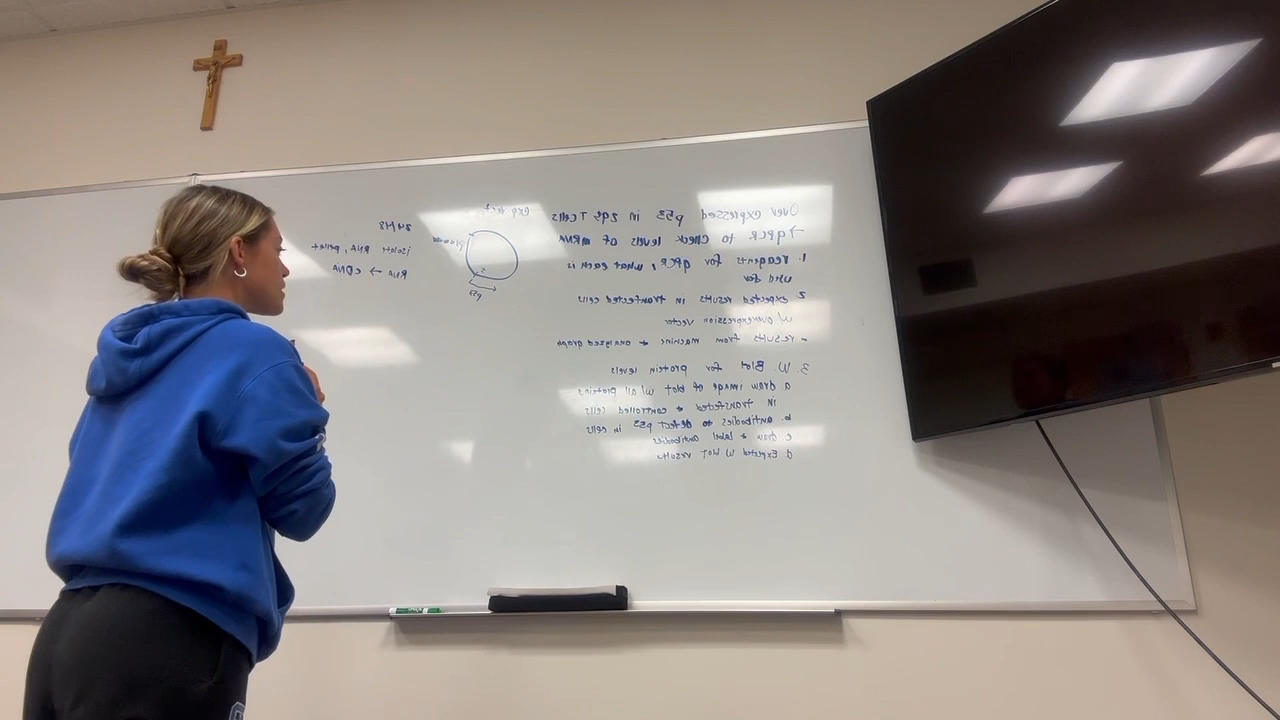 Over expressed p53 in 293 T cells
→ qPCR to check levels of mRNA
1. reagents for qPCR, what each is
used for
2 expected results in transfected cells
w/ overexpression vector
- results from machine + analyzed graph
3 W. Blot for protein levels
a draw image of blot w/ all proteins
in transfected + controlled cells
b. antibodies to detect p53 in cells
c draw + label antibodies
d Expected W blot results
exp
plasmid
p53
isolate RNA, pellet
RNA → cDNA